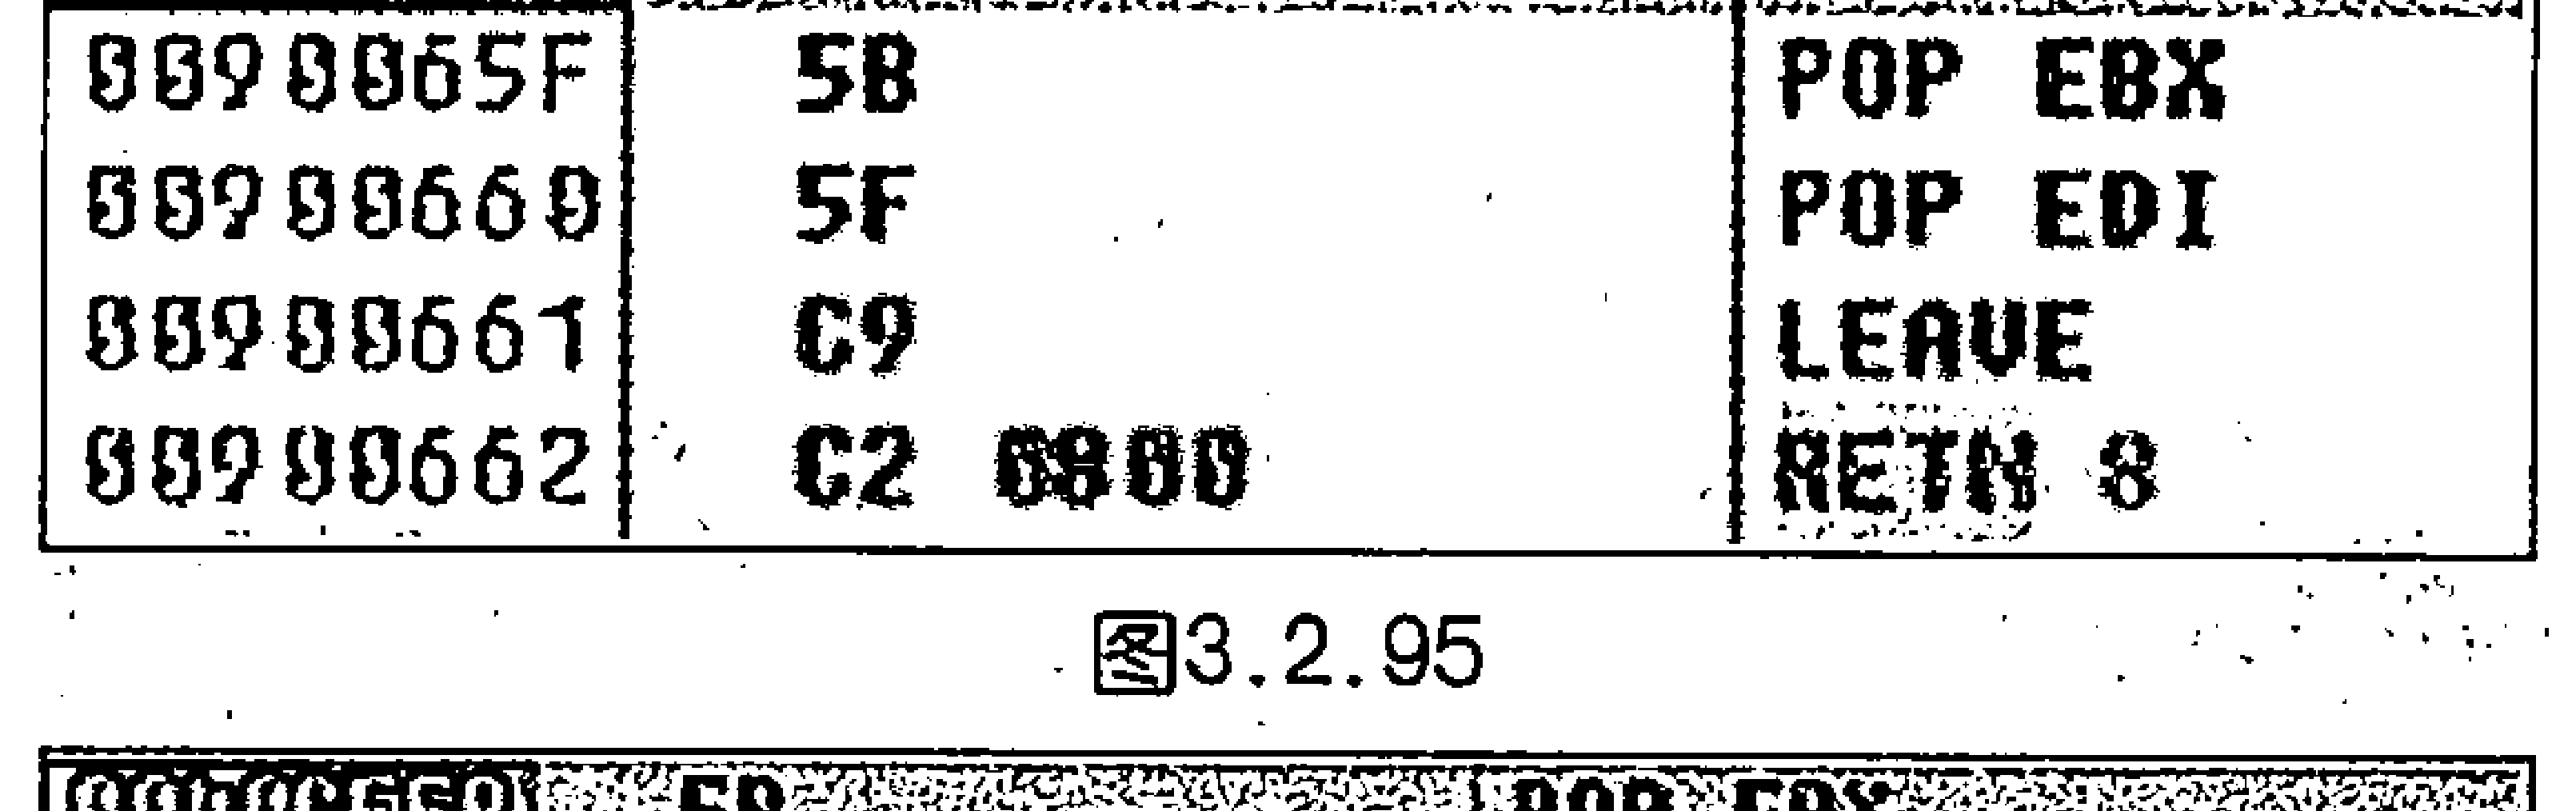 0090065F 5B POP EBX
00900660 5F POP EDI
00900661 C9 LEAVE
00900662 C2 0800 RETN 8
图3.2.95